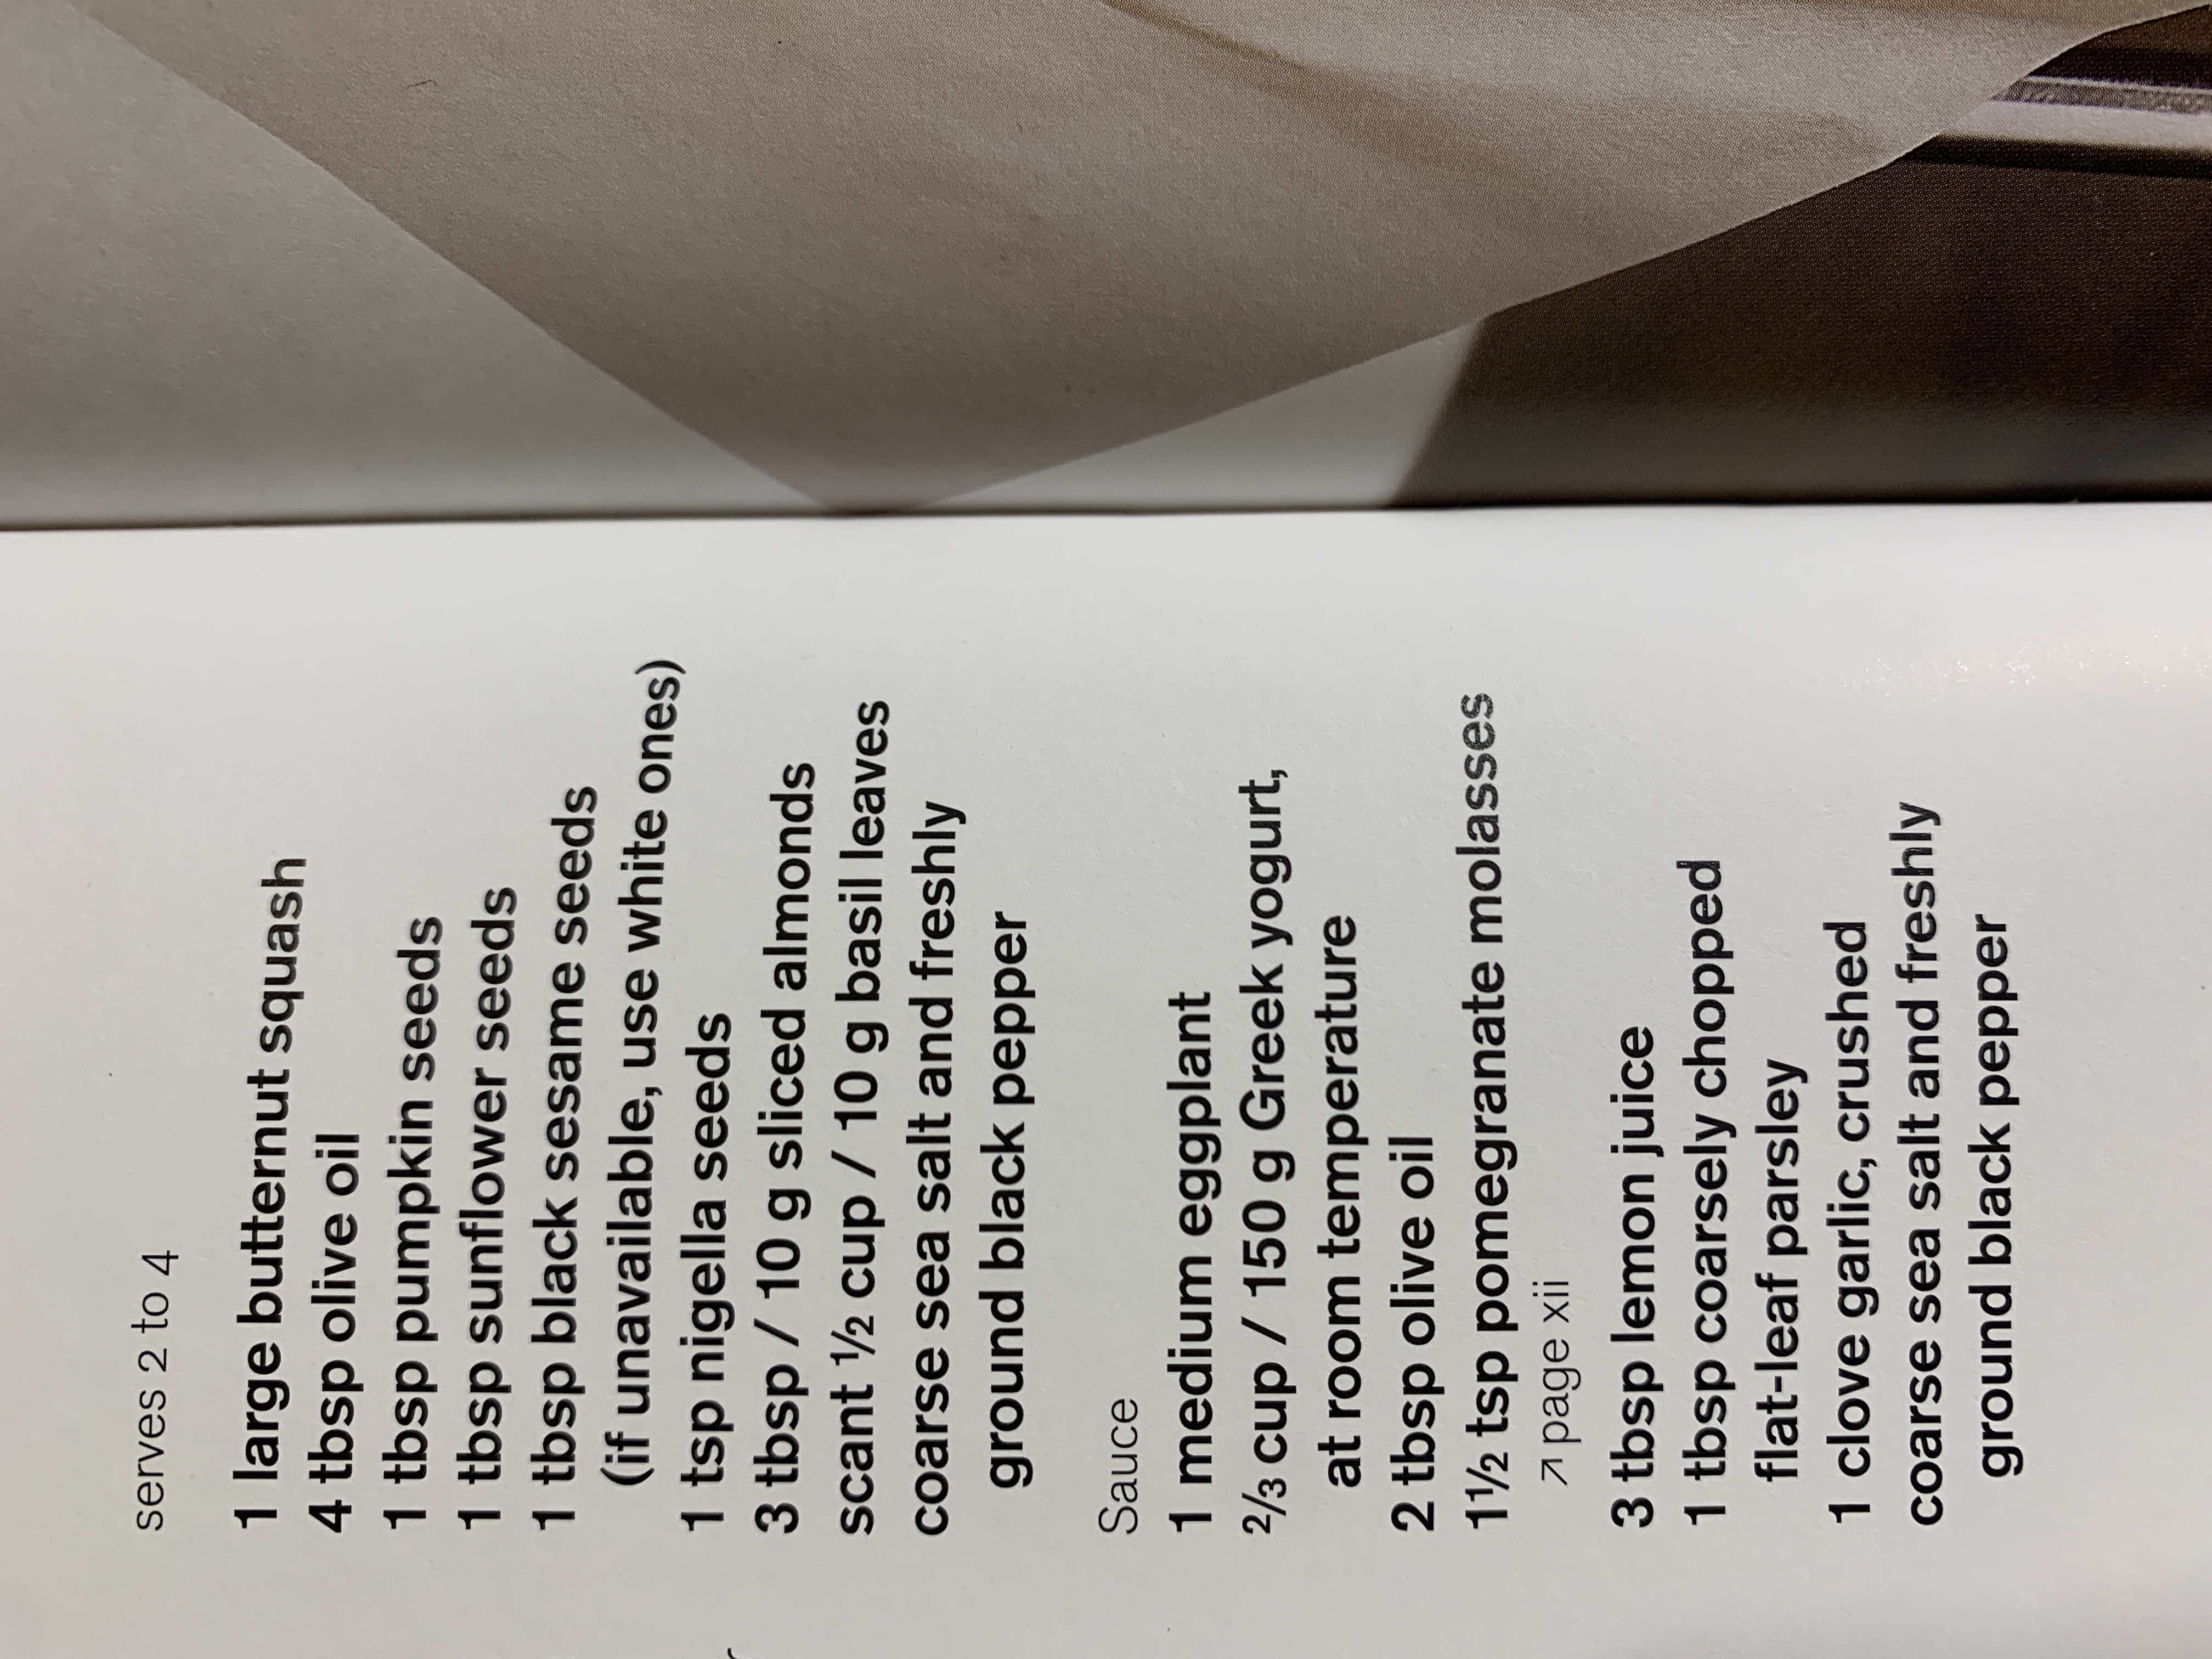 serves 2 to 4
1 large butternut squash
4 tbsp olive oil
1 tbsp pumpkin seeds
1 tbsp sunflower seeds
1 tbsp black sesame seeds
(if unavailable, use white ones)
1 tsp nigella seeds
3 tbsp / 10 g sliced almonds
scant ½ cup / 10 g basil leaves
coarse sea salt and freshly
ground black pepper
Sauce
1 medium eggplant
⅔ cup / 150 g Greek yogurt,
at room temperature
2 tbsp olive oil
1½ tsp pomegranate molasses
↗ page xii
3 tbsp lemon juice
1 tbsp coarsely chopped
flat-leaf parsley
1 clove garlic, crushed
coarse sea salt and freshly
ground black pepper